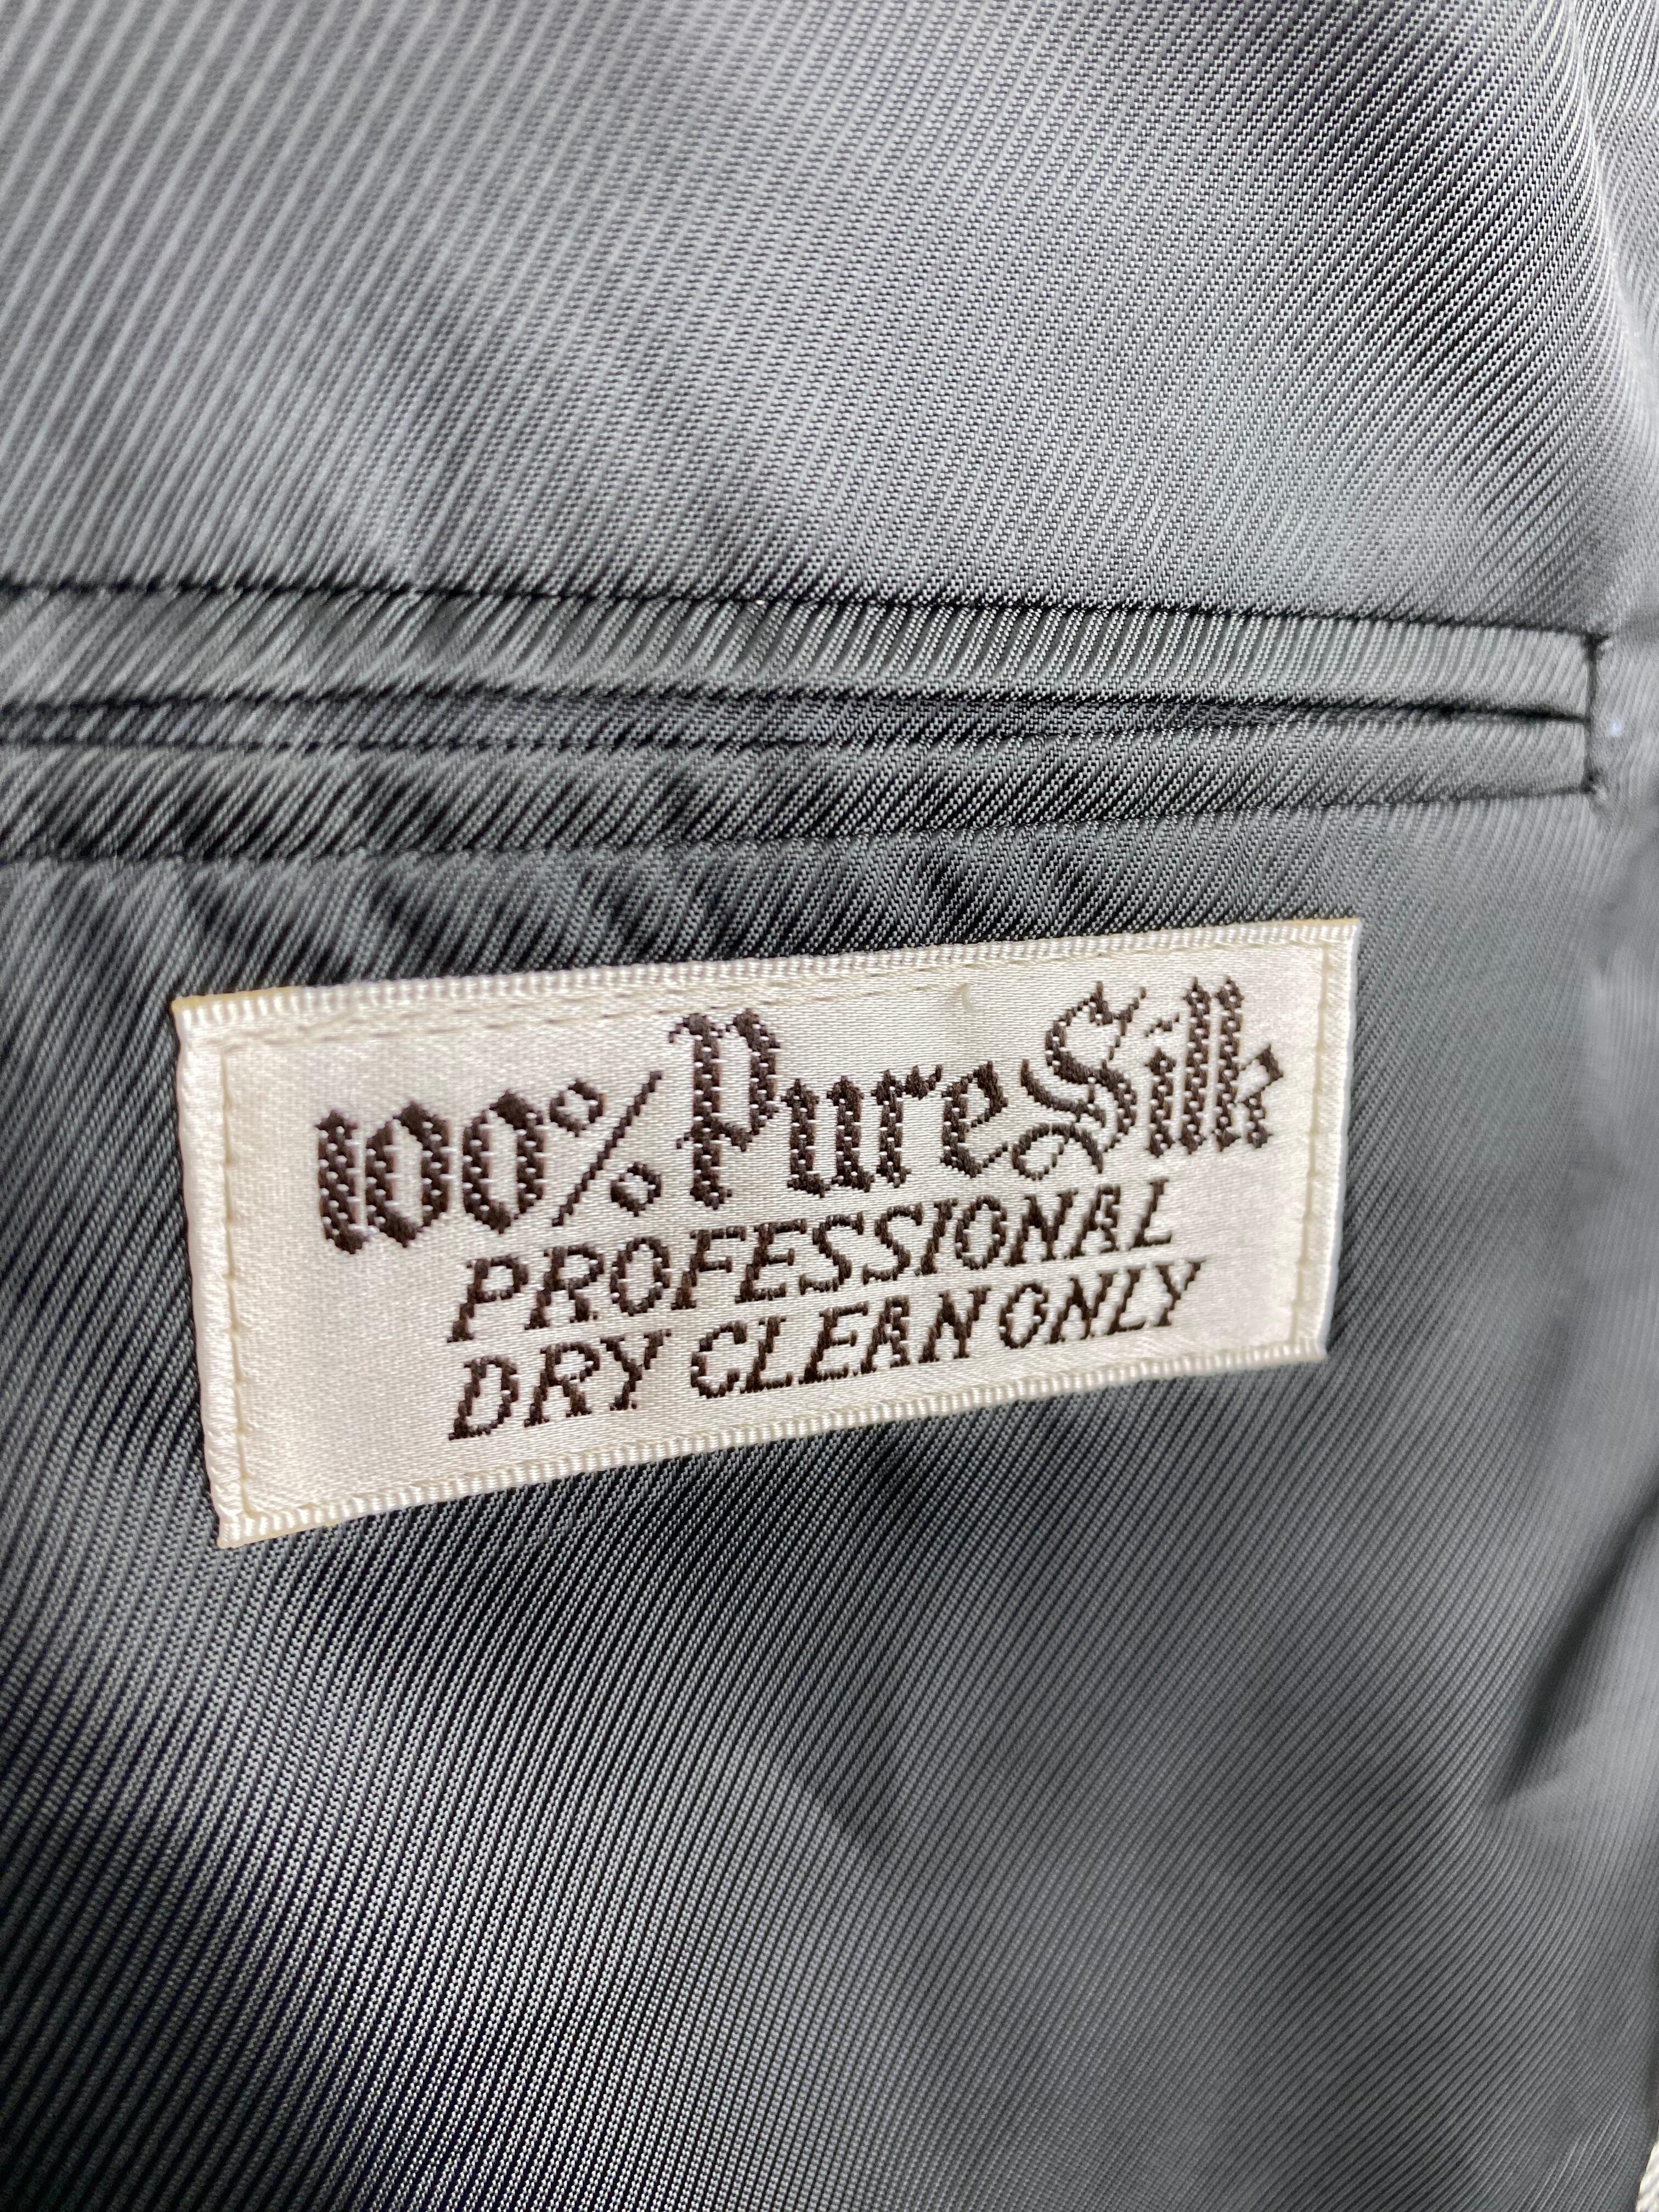 100% Pure Silk
PROFESSIONAL
DRY CLEAN ONLY